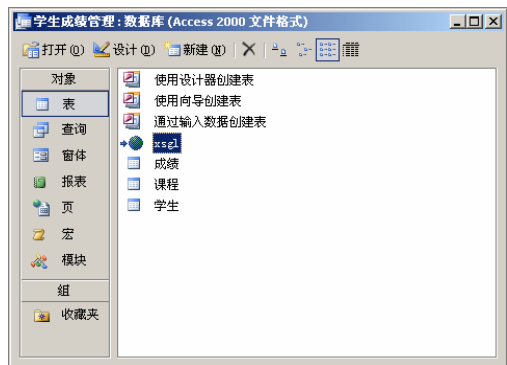 学生成绩管理 : 数据库 (Access 2000 文件格式)
打开(O) 设计(D) 新建(N)
对象
表
查询
窗体
报表
页
宏
模块
组
收藏夹
使用设计器创建表
使用向导创建表
通过输入数据创建表
xsgl
成绩
课程
学生